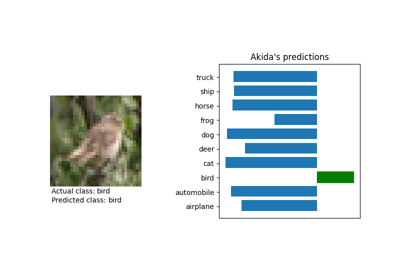 Akida's predictions
truck
ship
horse
frog
dog
deer
cat
bird
automobile
airplane
Actual class: bird
Predicted class: bird